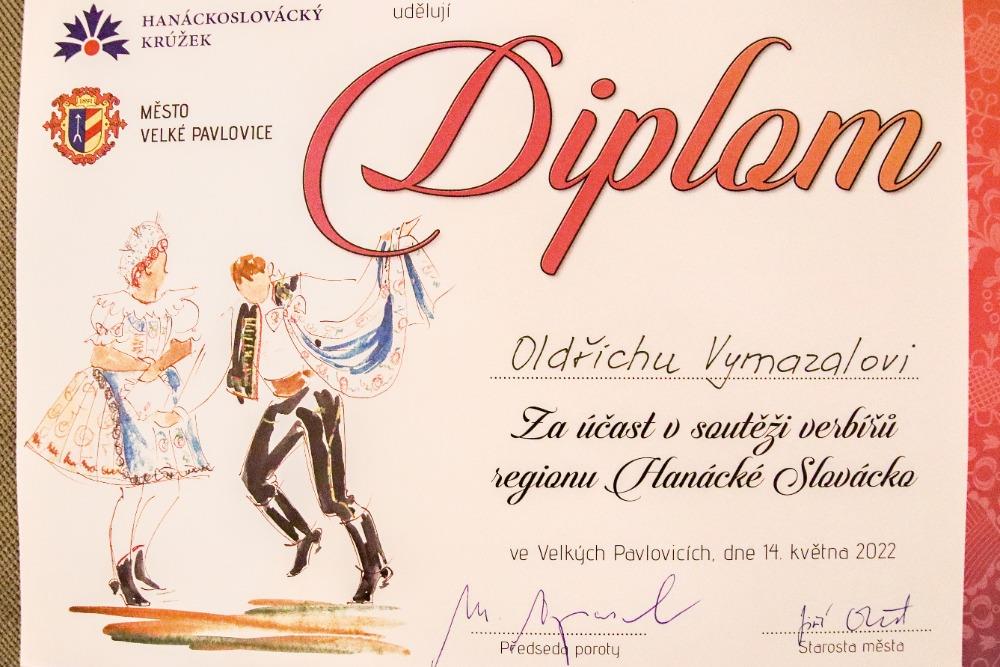 HANÁCKOSLOVÁCKÝ
KRÚŽEK
udělují
MĚSTO
VELKÉ PAVLOVICE
Diplom
Oldřichu Vymazalovi
Za účast v soutěži verbířů
regionu Hanácké Slovácko
ve Velkých Pavlovicích, dne 14. května 2022
Předseda poroty
Starosta města